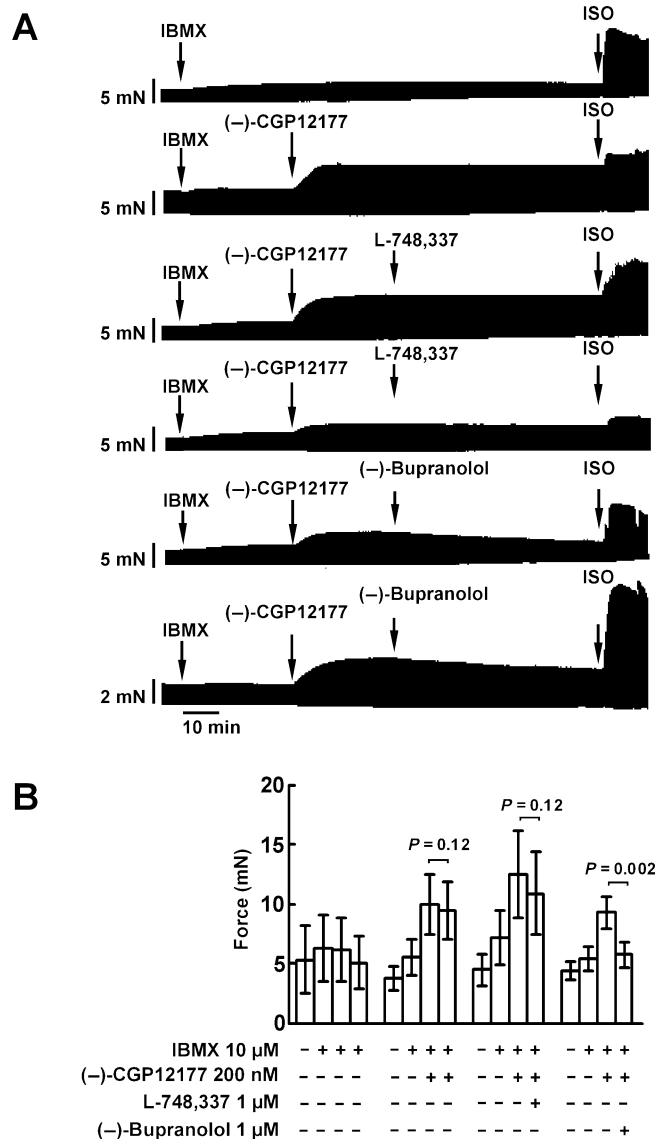 A
IBMX
ISO
5 mN
IBMX
(–)-CGP12177
ISO
5 mN
IBMX
(–)-CGP12177
L-748,337
ISO
5 mN
IBMX
(–)-CGP12177
L-748,337
ISO
5 mN
IBMX
(–)-CGP12177
(–)-Bupranolol
ISO
5 mN
IBMX
(–)-CGP12177
(–)-Bupranolol
ISO
2 mN
10 min
B
Force (mN)
20
15
10
5
0
P = 0.12
P = 0.12
P = 0.002
IBMX 10 µM – + + + – + + + – + + + – + + +
(–)-CGP12177 200 nM – – – – – – + + – – + + – – + +
L-748,337 1 µM – – – – – – – – – – – + – – – –
(–)-Bupranolol 1 µM – – – – – – – – – – – – – – – +